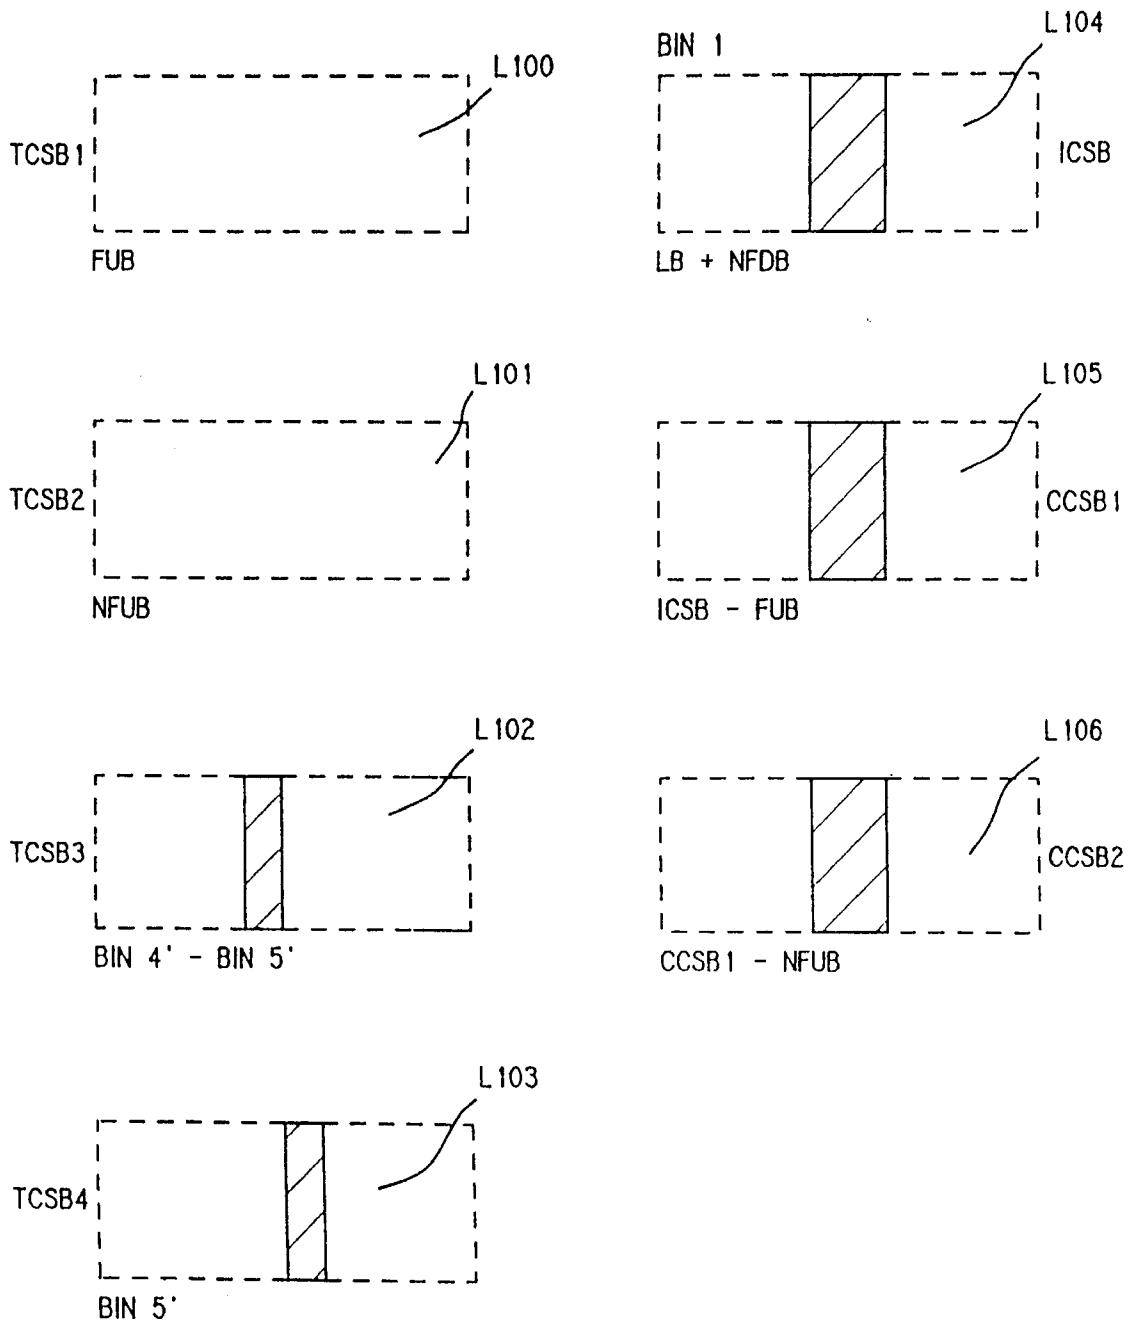 L100
TCSB1
FUB
L101
TCSB2
NFUB
L102
TCSB3
BIN 4' - BIN 5'
L103
TCSB4
BIN 5'
BIN 1
L104
ICSB
LB + NFDB
L105
CCSB1
ICSB - FUB
L106
CCSB2
CCSB1 - NFUB